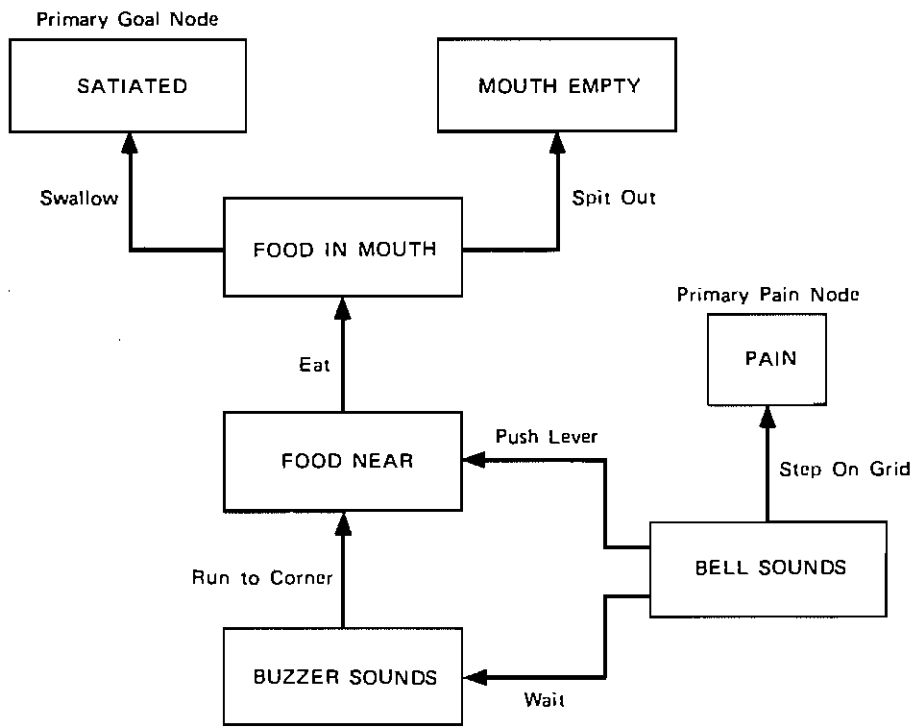 Primary Goal Node
SATIATED
MOUTH EMPTY
Swallow
Spit Out
FOOD IN MOUTH
Primary Pain Node
PAIN
Eat
Push Lever
FOOD NEAR
Step On Grid
BELL SOUNDS
Run to Corner
BUZZER SOUNDS
Wait